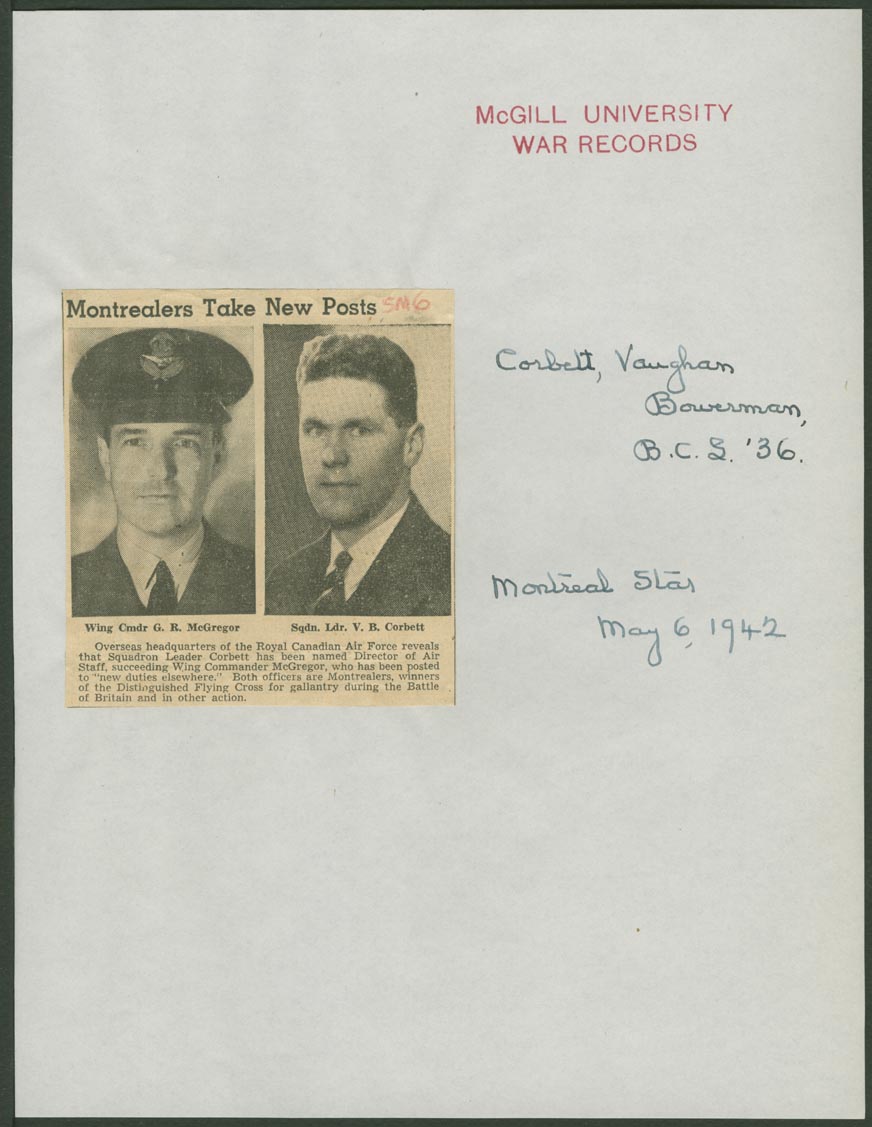 McGILL UNIVERSITY
WAR RECORDS
Montrealers Take New Posts SM6
Wing Cmdr G. R. McGregor
Sqdn. Ldr. V. B. Corbett
Overseas headquarters of the Royal Canadian Air Force reveals
that Squadron Leader Corbett has been named Director of Air
Staff, succeeding Wing Commander McGregor, who has been posted
to "new duties elsewhere." Both officers are Montrealers, winners
of the Distinguished Flying Cross for gallantry during the Battle
of Britain and in other action.
Corbett, Vaughan
Bowerman,
B.C.L. '36.
Montreal Star
May 6, 1942